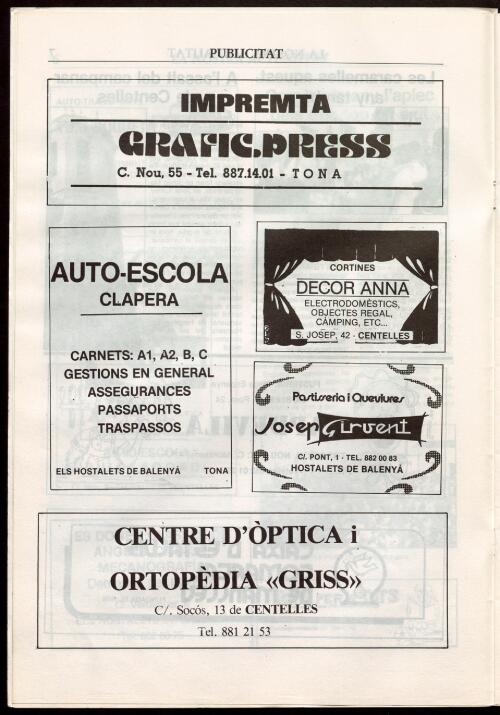 PUBLICITAT
IMPREMTA
GRAFIC.PRESS
C. Nou, 55 - Tel. 887.14.01 - TONA
AUTO-ESCOLA
CLAPERA
CARNETS: A1, A2, B, C
GESTIONS EN GENERAL
ASSEGURANCES
PASSAPORTS
TRASPASSOS
ELS HOSTALETS DE BALENYÁ TONA
CORTINES
DECOR ANNA
ELECTRODOMÈSTICS,
OBJECTES REGAL,
CÀMPING, ETC...
S. JOSEP, 42 - CENTELLES
Pastisseria i Queviures
Josep Girvent
C/. PONT, 1 - TEL. 882 00 83
HOSTALETS DE BALENYÁ
CENTRE D'ÒPTICA i
ORTOPÈDIA «GRISS»
C/. Socós, 13 de CENTELLES
Tel. 881 21 53